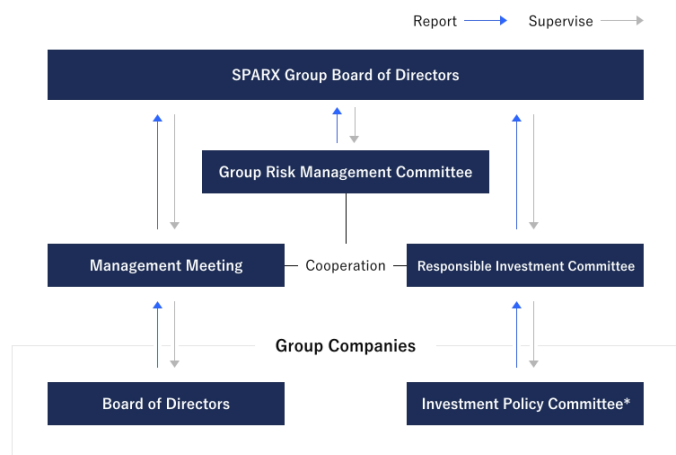 Report
Supervise
SPARX Group Board of Directors
Group Risk Management Committee
Management Meeting
Cooperation
Responsible Investment Committee
Group Companies
Board of Directors
Investment Policy Committee*